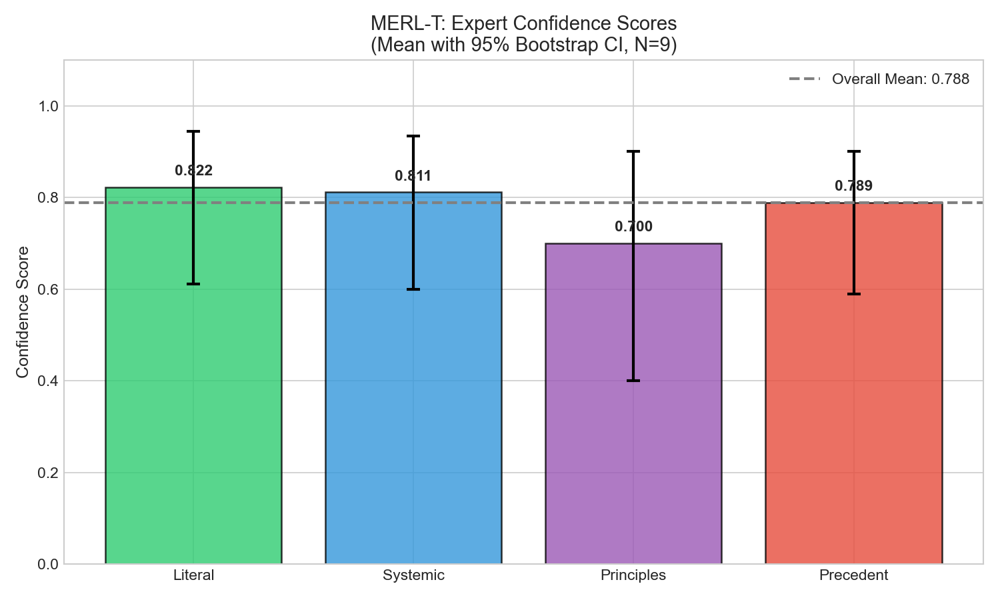 MERL-T: Expert Confidence Scores
(Mean with 95% Bootstrap CI, N=9)
Overall Mean: 0.788
Confidence Score
1.0
0.8
0.6
0.4
0.2
0.0
0.822
0.811
0.700
0.789
Literal
Systemic
Principles
Precedent